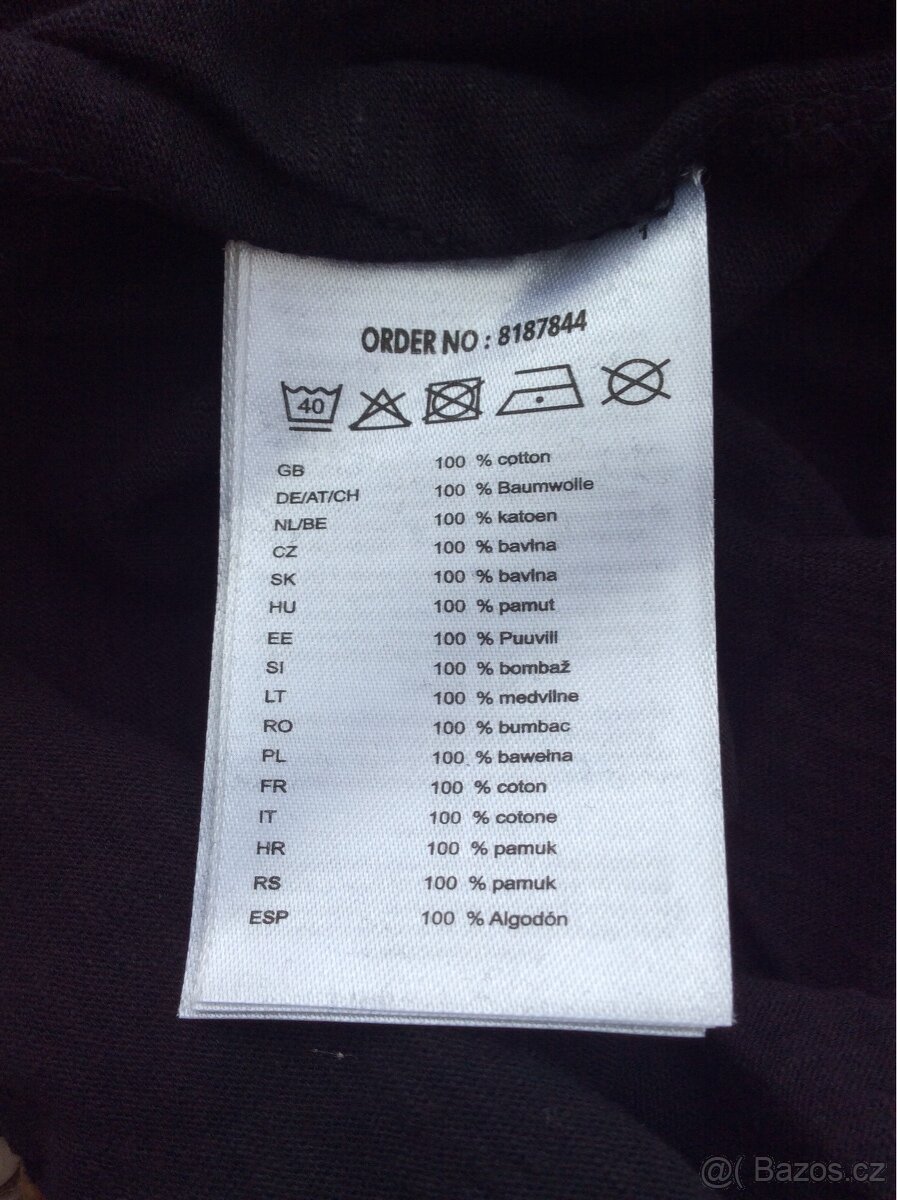 ORDER NO : 8187844
40
GB 100 % cotton
DE/AT/CH 100 % Baumwolle
NL/BE 100 % katoen
CZ 100 % bavlna
SK 100 % bavlna
HU 100 % pamut
EE 100 % Puuvill
SI 100 % bombaž
LT 100 % medvilne
RO 100 % bumbac
PL 100 % bawełna
FR 100 % coton
IT 100 % cotone
HR 100 % pamuk
RS 100 % pamuk
ESP 100 % Algodón
@( Bazos.cz